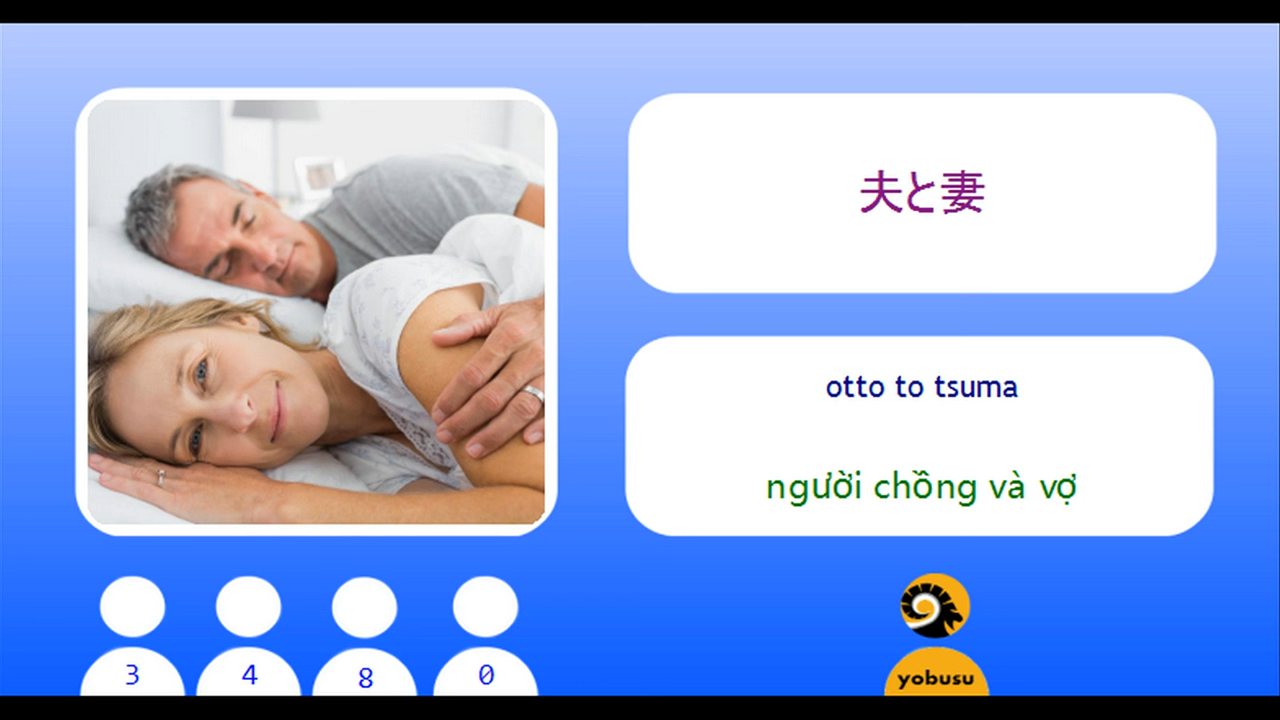 夫と妻
otto to tsuma
người chồng và vợ
3 4 8 0
yobusu